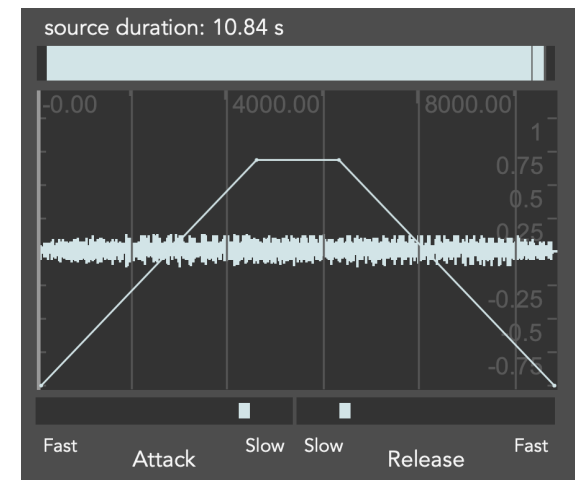 source duration: 10.84 s
-0.00 4000.00 8000.00
1
0.75
0.5
0.25
-0.25
-0.5
-0.75
Fast Slow Slow Fast
Attack Release